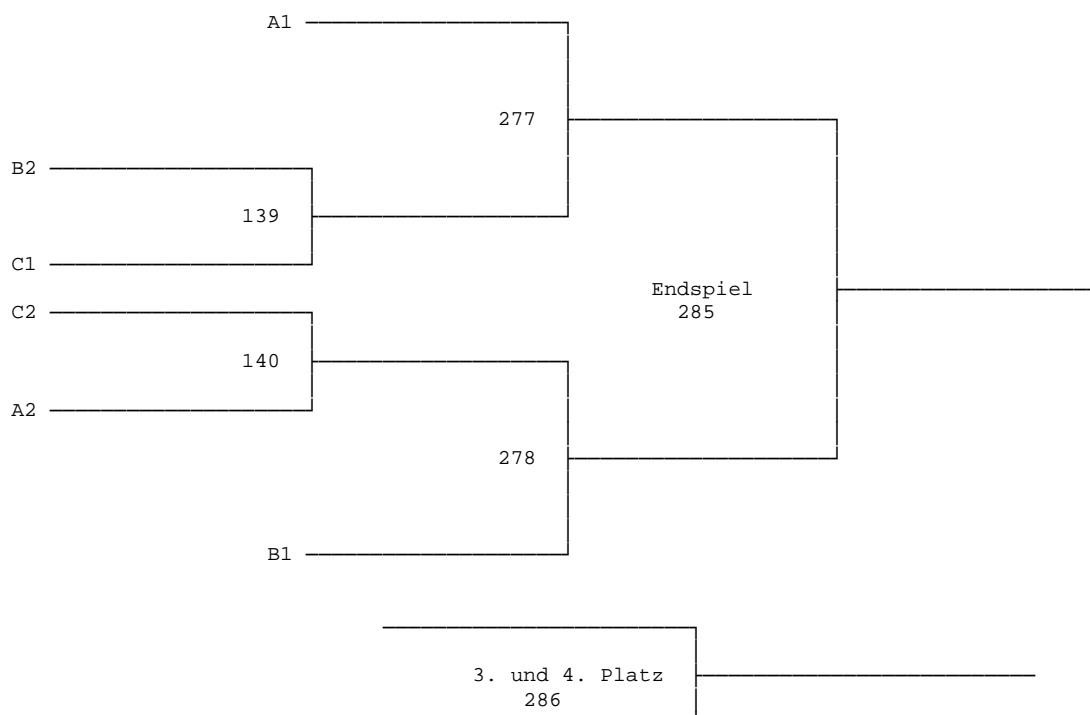 A1
277
B2
139
C1
Endspiel
285
C2
140
A2
278
B1
3. und 4. Platz
286